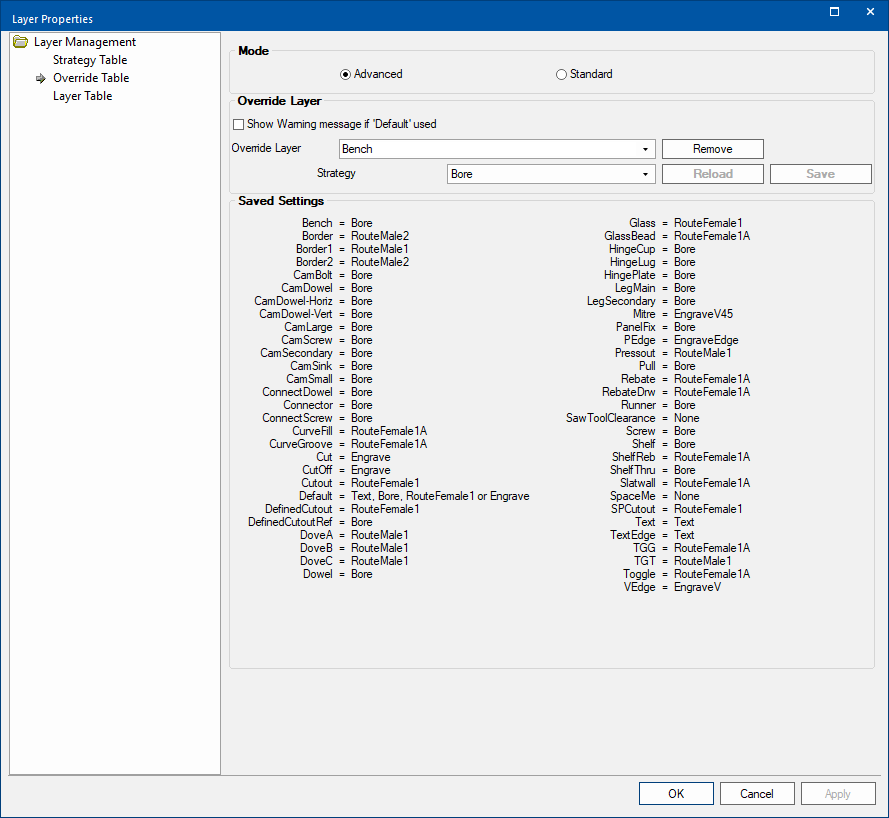 Layer Properties
Layer Management
Strategy Table
Override Table
Layer Table
Mode
Advanced
Standard
Override Layer
Show Warning message if 'Default' used
Override Layer
Bench
Remove
Strategy
Bore
Reload
Save
Saved Settings
Bench = Bore
Border = RouteMale2
Border1 = RouteMale1
Border2 = RouteMale2
CamBolt = Bore
CamDowel = Bore
CamDowel-Horiz = Bore
CamDowel-Vert = Bore
CamLarge = Bore
CamScrew = Bore
CamSecondary = Bore
CamSink = Bore
CamSmall = Bore
ConnectDowel = Bore
Connector = Bore
ConnectScrew = Bore
CurveFill = RouteFemale1A
CurveGroove = RouteFemale1A
Cut = Engrave
CutOff = Engrave
Cutout = RouteFemale1
Default = Text, Bore, RouteFemale1 or Engrave
DefinedCutout = RouteFemale1
DefinedCutoutRef = Bore
DoveA = RouteMale1
DoveB = RouteMale1
DoveC = RouteMale1
Dowel = Bore
Glass = RouteFemale1
GlassBead = RouteFemale1A
HingeCup = Bore
HingeLug = Bore
HingePlate = Bore
LegMain = Bore
LegSecondary = Bore
Mitre = EngraveV45
PanelFix = Bore
PEdge = EngraveEdge
Pressout = RouteMale1
Pull = Bore
Rebate = RouteFemale1A
RebateDrw = RouteFemale1A
Runner = Bore
SawToolClearance = None
Screw = Bore
Shelf = Bore
ShelfReb = RouteFemale1A
ShelfThru = Bore
Slatwall = RouteFemale1A
SpaceMe = None
SPCutout = RouteFemale1
Text = Text
TextEdge = Text
TGG = RouteFemale1A
TGT = RouteMale1
Toggle = RouteFemale1A
VEdge = EngraveV
OK
Cancel
Apply